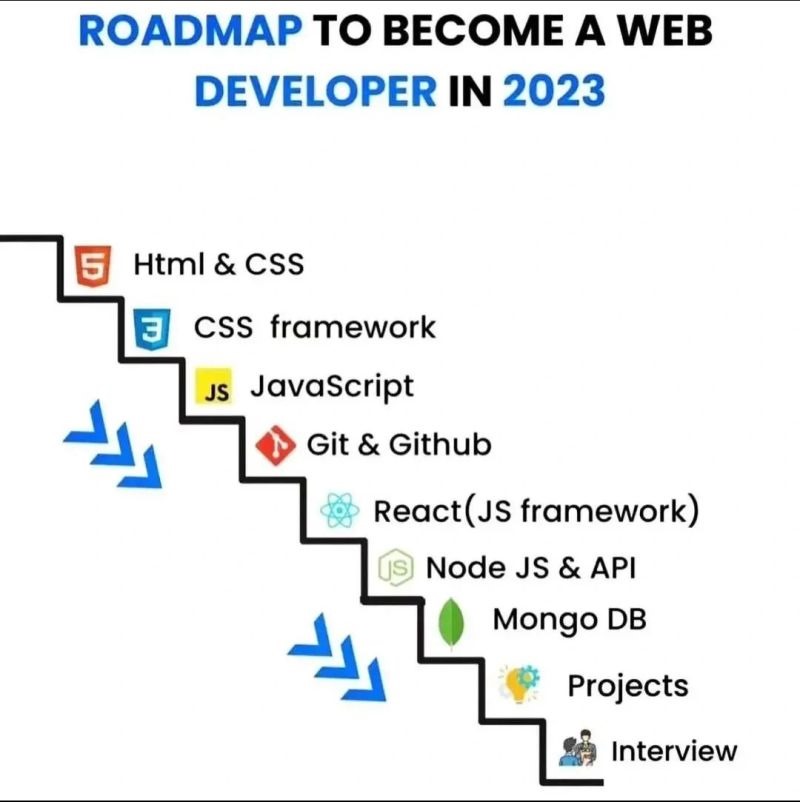 ROADMAP TO BECOME A WEB
DEVELOPER IN 2023
5 Html & CSS
3 CSS framework
JS JavaScript
Git & Github
React(JS framework)
JS Node JS & API
Mongo DB
Projects
Interview